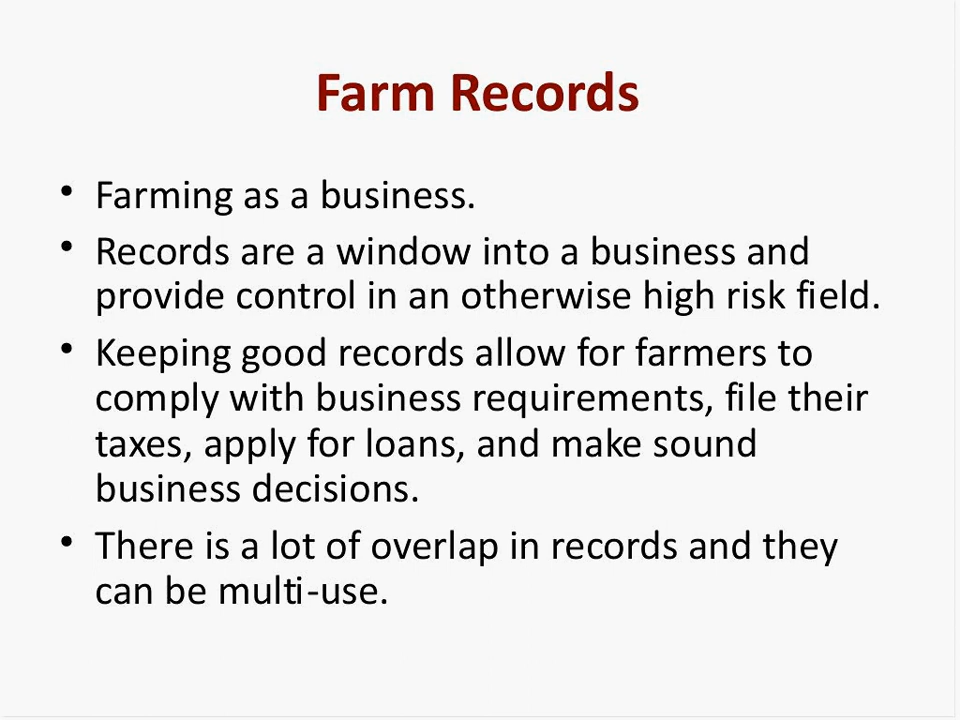 Farm Records
• Farming as a business.
• Records are a window into a business and
provide control in an otherwise high risk field.
• Keeping good records allow for farmers to
comply with business requirements, file their
taxes, apply for loans, and make sound
business decisions.
• There is a lot of overlap in records and they
can be multi-use.